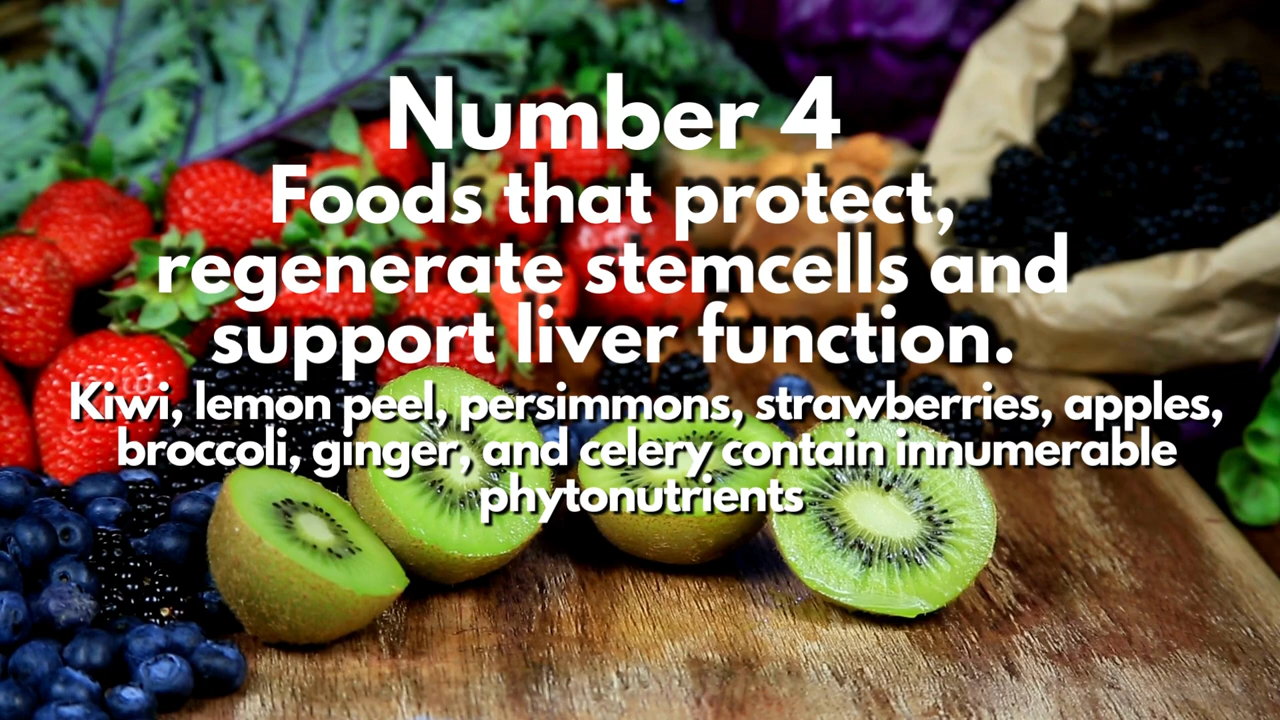 Number 4
Foods that protect,
regenerate stemcells and
support liver function.
Kiwi, lemon peel, persimmons, strawberries, apples,
broccoli, ginger, and celery contain innumerable
phytonutrients